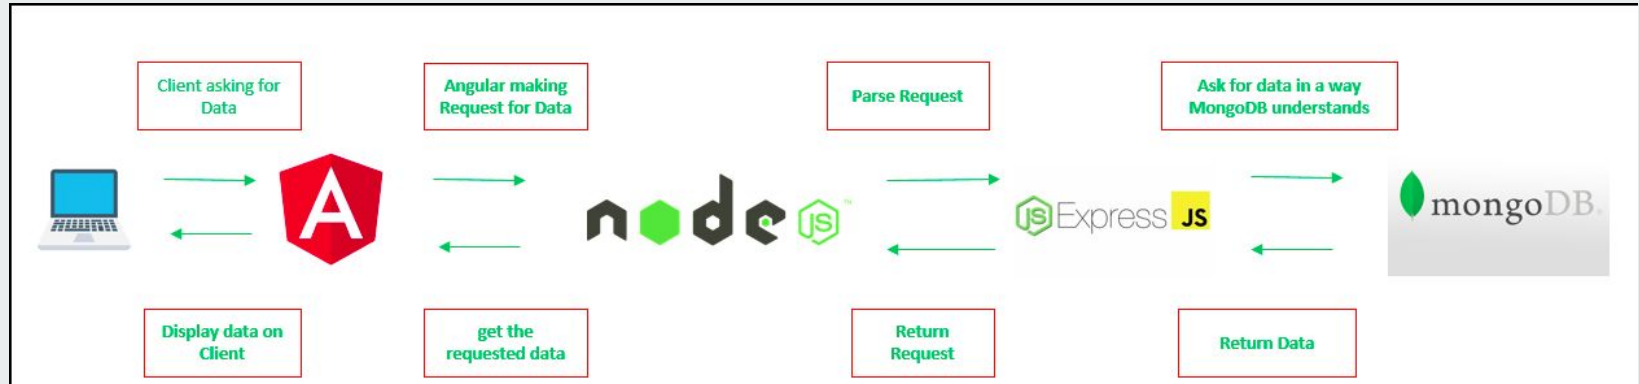 Client asking for
Data
Angular making
Request for Data
Parse Request
Ask for data in a way
MongoDB understands
A
node JS ™
JS Express JS
mongoDB.
Display data on
Client
get the
requested data
Return
Request
Return Data